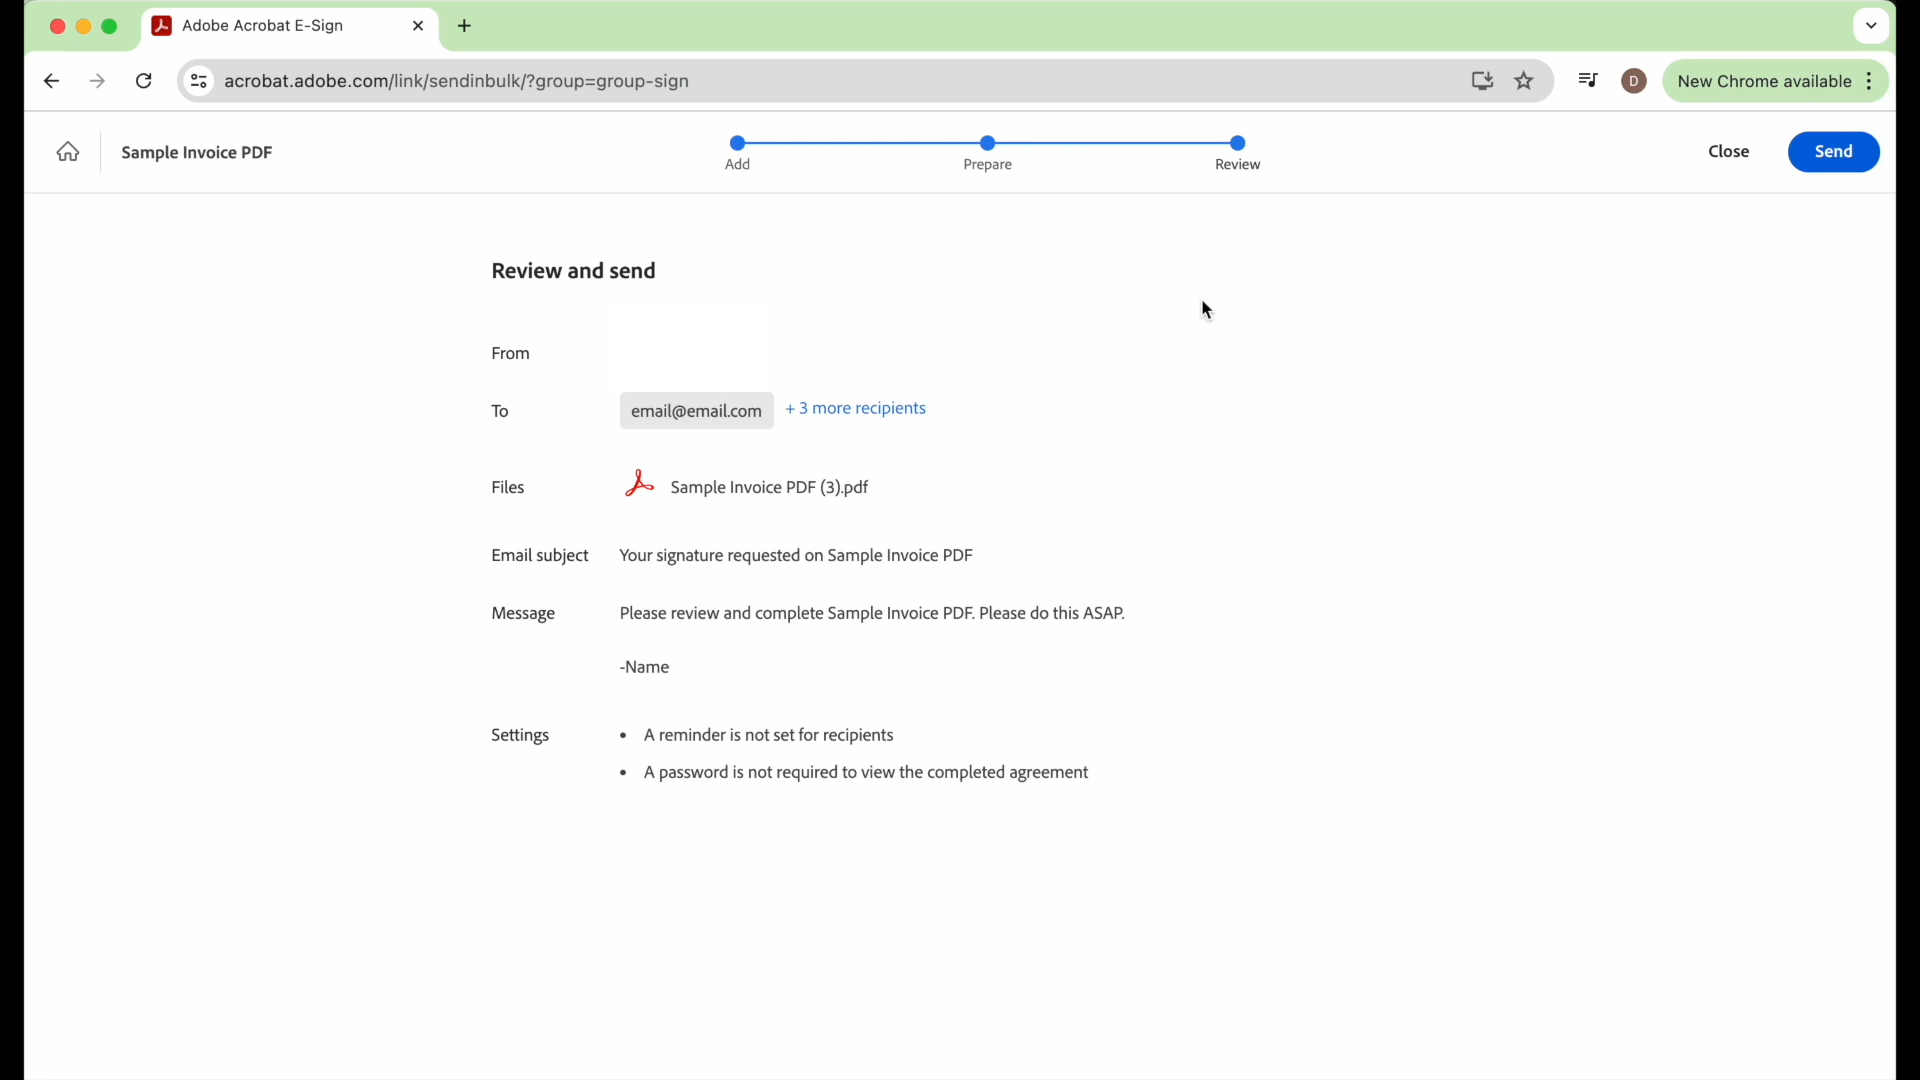 Adobe Acrobat E-Sign
acrobat.adobe.com/link/sendinbulk/?group=group-sign
D
New Chrome available
Sample Invoice PDF
Add
Prepare
Review
Close
Send
Review and send
From
To
email@email.com
+ 3 more recipients
Files
Sample Invoice PDF (3).pdf
Email subject
Your signature requested on Sample Invoice PDF
Message
Please review and complete Sample Invoice PDF. Please do this ASAP.
-Name
Settings
• A reminder is not set for recipients
• A password is not required to view the completed agreement